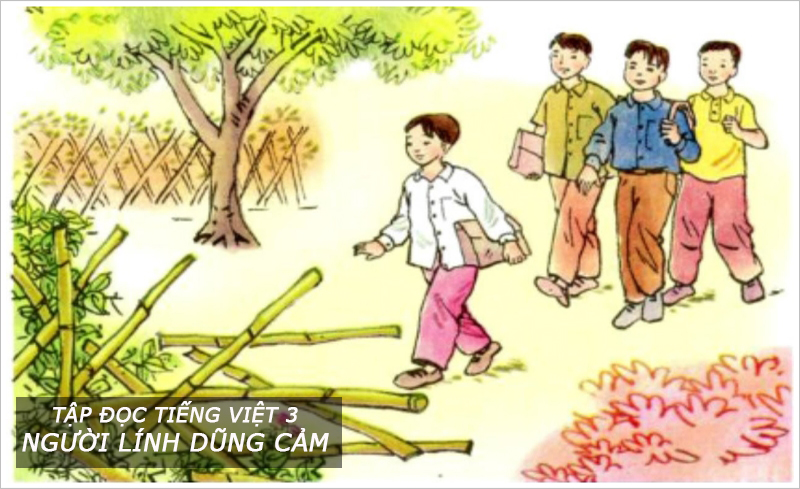 TẬP ĐỌC TIẾNG VIỆT 3
NGƯỜI LÍNH DŨNG CẢM